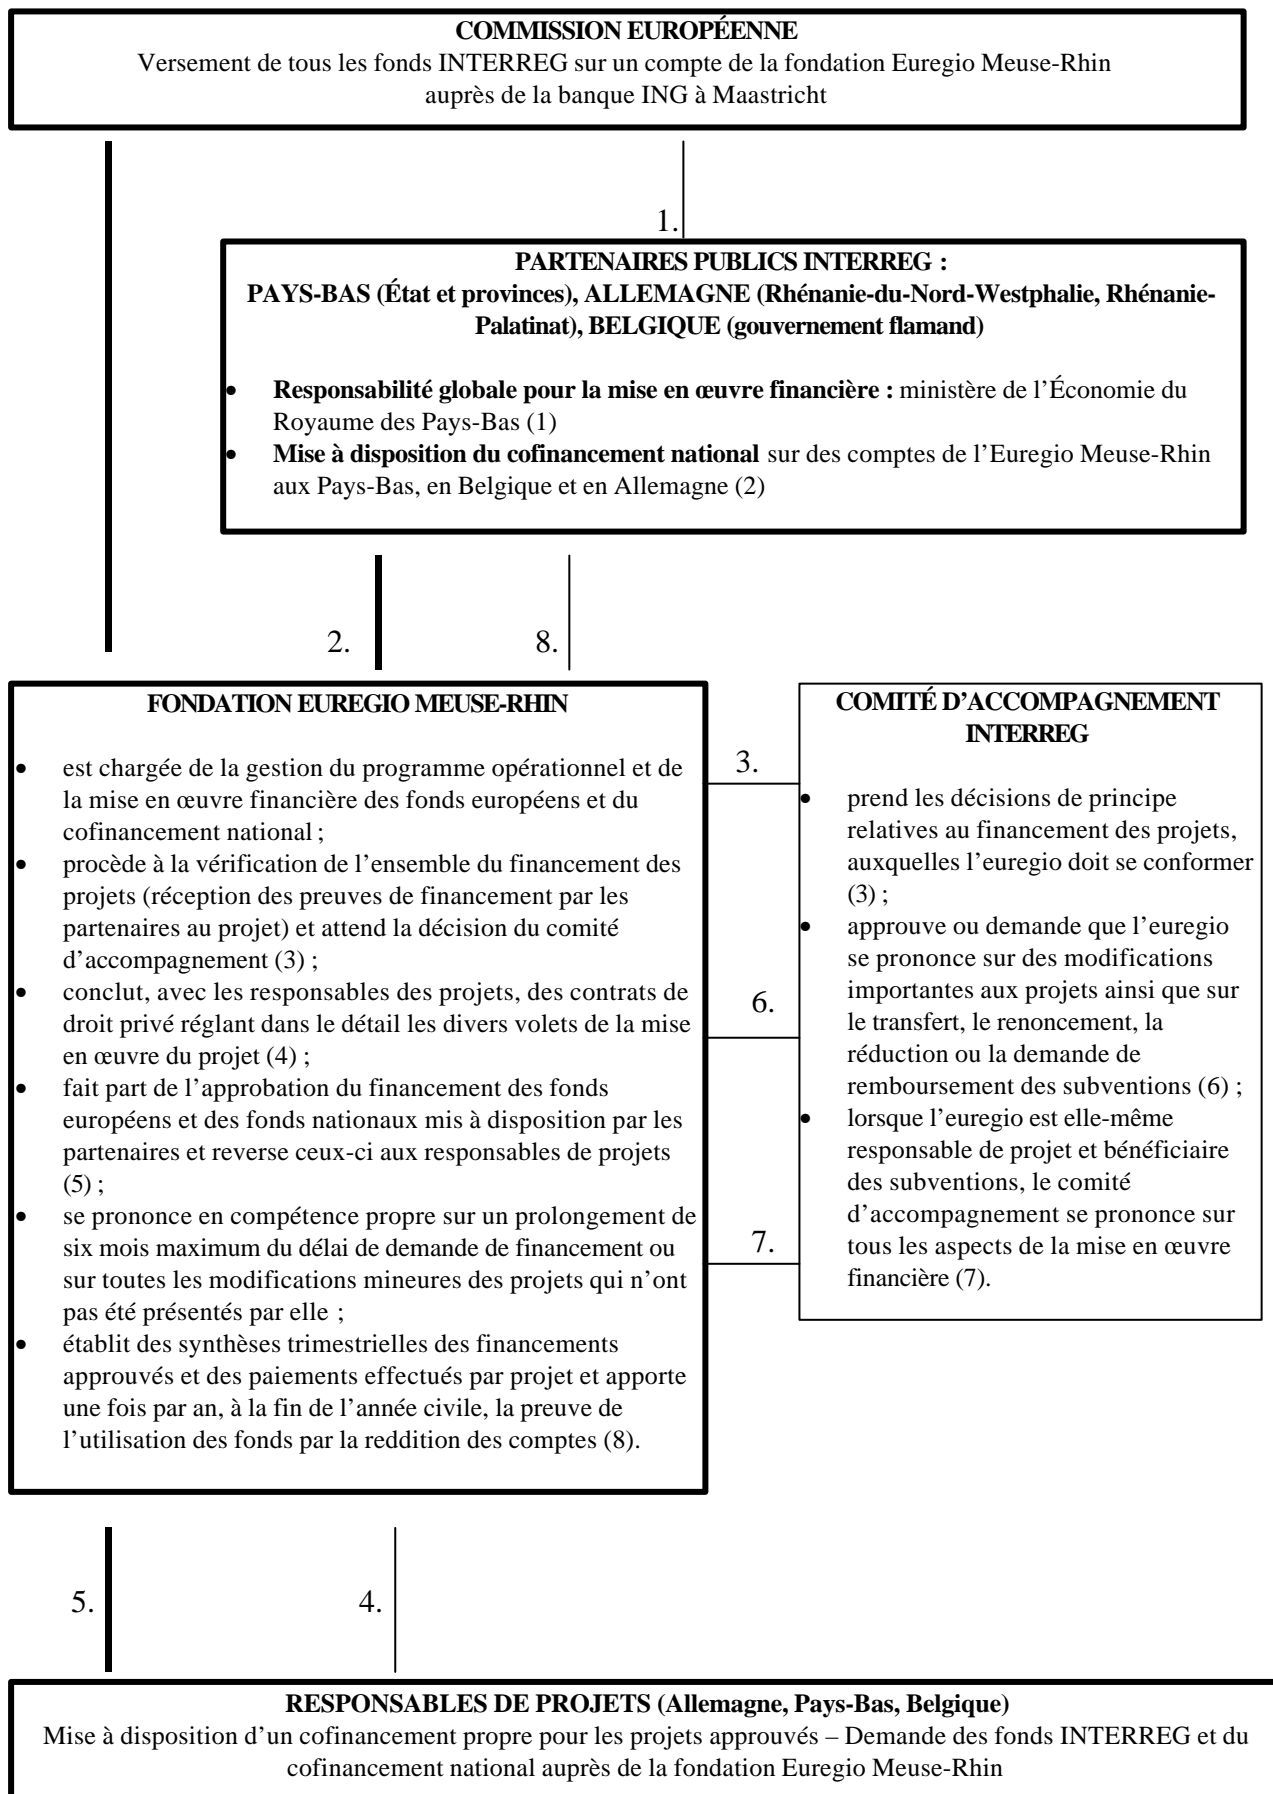 COMMISSION EUROPÉENNE
Versement de tous les fonds INTERREG sur un compte de la fondation Euregio Meuse-Rhin
auprès de la banque ING à Maastricht
1.
PARTENAIRES PUBLICS INTERREG :
PAYS-BAS (État et provinces), ALLEMAGNE (Rhénanie-du-Nord-Westphalie, Rhénanie-
Palatinat), BELGIQUE (gouvernement flamand)
• Responsabilité globale pour la mise en œuvre financière : ministère de l’Économie du
Royaume des Pays-Bas (1)
• Mise à disposition du cofinancement national sur des comptes de l’Euregio Meuse-Rhin
aux Pays-Bas, en Belgique et en Allemagne (2)
2.
8.
FONDATION EUREGIO MEUSE-RHIN
• est chargée de la gestion du programme opérationnel et de
la mise en œuvre financière des fonds européens et du
cofinancement national ;
• procède à la vérification de l’ensemble du financement des
projets (réception des preuves de financement par les
partenaires au projet) et attend la décision du comité
d’accompagnement (3) ;
• conclut, avec les responsables des projets, des contrats de
droit privé réglant dans le détail les divers volets de la mise
en œuvre du projet (4) ;
• fait part de l’approbation du financement des fonds
européens et des fonds nationaux mis à disposition par les
partenaires et reverse ceux-ci aux responsables de projets
(5) ;
• se prononce en compétence propre sur un prolongement de
six mois maximum du délai de demande de financement ou
sur toutes les modifications mineures des projets qui n’ont
pas été présentés par elle ;
• établit des synthèses trimestrielles des financements
approuvés et des paiements effectués par projet et apporte
une fois par an, à la fin de l’année civile, la preuve de
l’utilisation des fonds par la reddition des comptes (8).
3.
6.
7.
COMITÉ D’ACCOMPAGNEMENT
INTERREG
• prend les décisions de principe
relatives au financement des projets,
auxquelles l’euregio doit se conformer
(3) ;
• approuve ou demande que l’euregio
se prononce sur des modifications
importantes aux projets ainsi que sur
le transfert, le renoncement, la
réduction ou la demande de
remboursement des subventions (6) ;
• lorsque l’euregio est elle-même
responsable de projet et bénéficiaire
des subventions, le comité
d’accompagnement se prononce sur
tous les aspects de la mise en œuvre
financière (7).
5.
4.
RESPONSABLES DE PROJETS (Allemagne, Pays-Bas, Belgique)
Mise à disposition d’un cofinancement propre pour les projets approuvés – Demande des fonds INTERREG et du
cofinancement national auprès de la fondation Euregio Meuse-Rhin